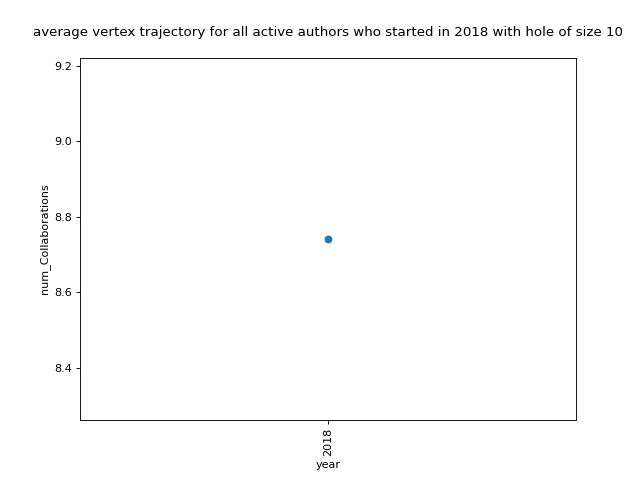 average vertex trajectory for all active authors who started in 2018 with hole of size 10
9.2
9.0
8.8
8.6
8.4
num_Collaborations
2018
year